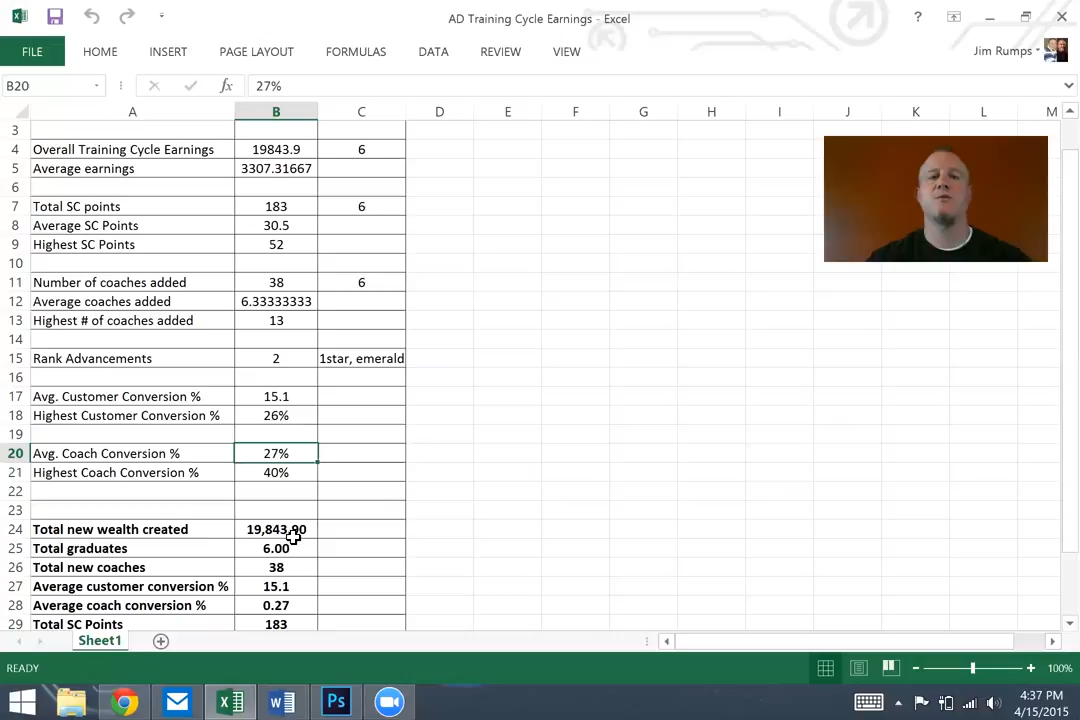 AD Training Cycle Earnings - Excel
?
FILE HOME INSERT PAGE LAYOUT FORMULAS DATA REVIEW VIEW Jim Rumps
B20 fx 27%
A B C D E F G H I J K L M
3
4 Overall Training Cycle Earnings 19843.9 6
5 Average earnings 3307.31667
6
7 Total SC points 183 6
8 Average SC Points 30.5
9 Highest SC Points 52
10
11 Number of coaches added 38 6
12 Average coaches added 6.33333333
13 Highest # of coaches added 13
14
15 Rank Advancements 2 1star, emerald
16
17 Avg. Customer Conversion % 15.1
18 Highest Customer Conversion % 26%
19
20 Avg. Coach Conversion % 27%
21 Highest Coach Conversion % 40%
22
23
24 Total new wealth created 19,843.90
25 Total graduates 6.00
26 Total new coaches 38
27 Average customer conversion % 15.1
28 Average coach conversion % 0.27
29 Total SC Points 183
Sheet1
READY 100%
Ps
4:37 PM
4/15/2015